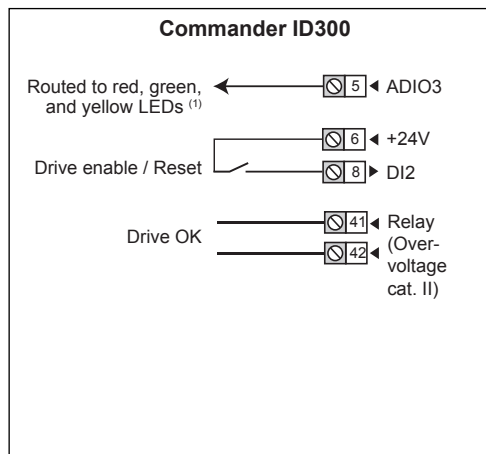 Commander ID300
Routed to red, green,
and yellow LEDs (1)
5
ADIO3
6
+24V
Drive enable / Reset
8
DI2
Drive OK
41
42
Relay
(Over-
voltage
cat. II)